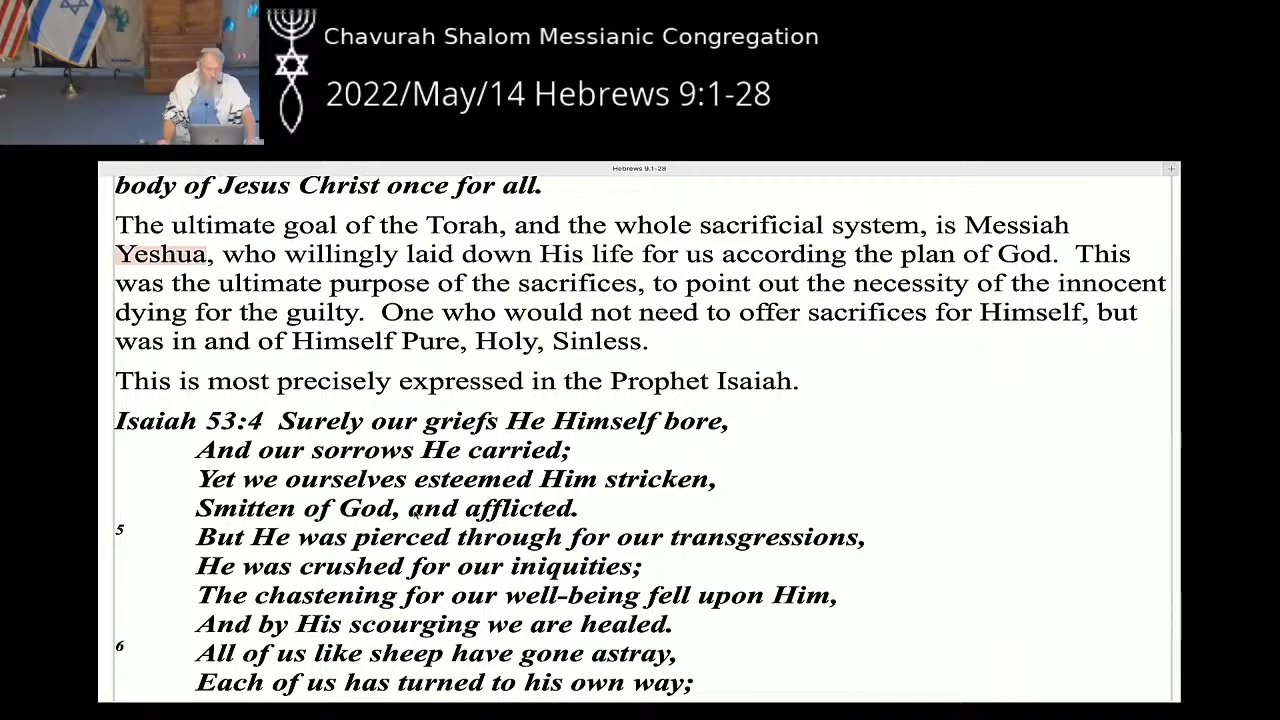 Chavurah Shalom Messianic Congregation
2022/May/14 Hebrews 9:1-28
Hebrews 9.1-28
+
body of Jesus Christ once for all.
The ultimate goal of the Torah, and the whole sacrificial system, is Messiah
Yeshua, who willingly laid down His life for us according the plan of God.  This
was the ultimate purpose of the sacrifices, to point out the necessity of the innocent
dying for the guilty.  One who would not need to offer sacrifices for Himself, but
was in and of Himself Pure, Holy, Sinless.
This is most precisely expressed in the Prophet Isaiah.
Isaiah 53:4  Surely our griefs He Himself bore,
And our sorrows He carried;
Yet we ourselves esteemed Him stricken,
Smitten of God, and afflicted.
5 But He was pierced through for our transgressions,
He was crushed for our iniquities;
The chastening for our well-being fell upon Him,
And by His scourging we are healed.
6 All of us like sheep have gone astray,
Each of us has turned to his own way;